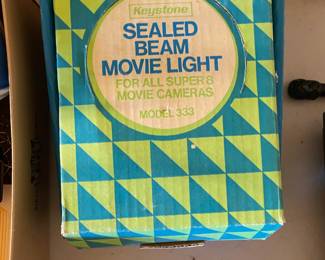 Keystone
SEALED
BEAM
MOVIE LIGHT
FOR ALL SUPER 8
MOVIE CAMERAS
MODEL 333